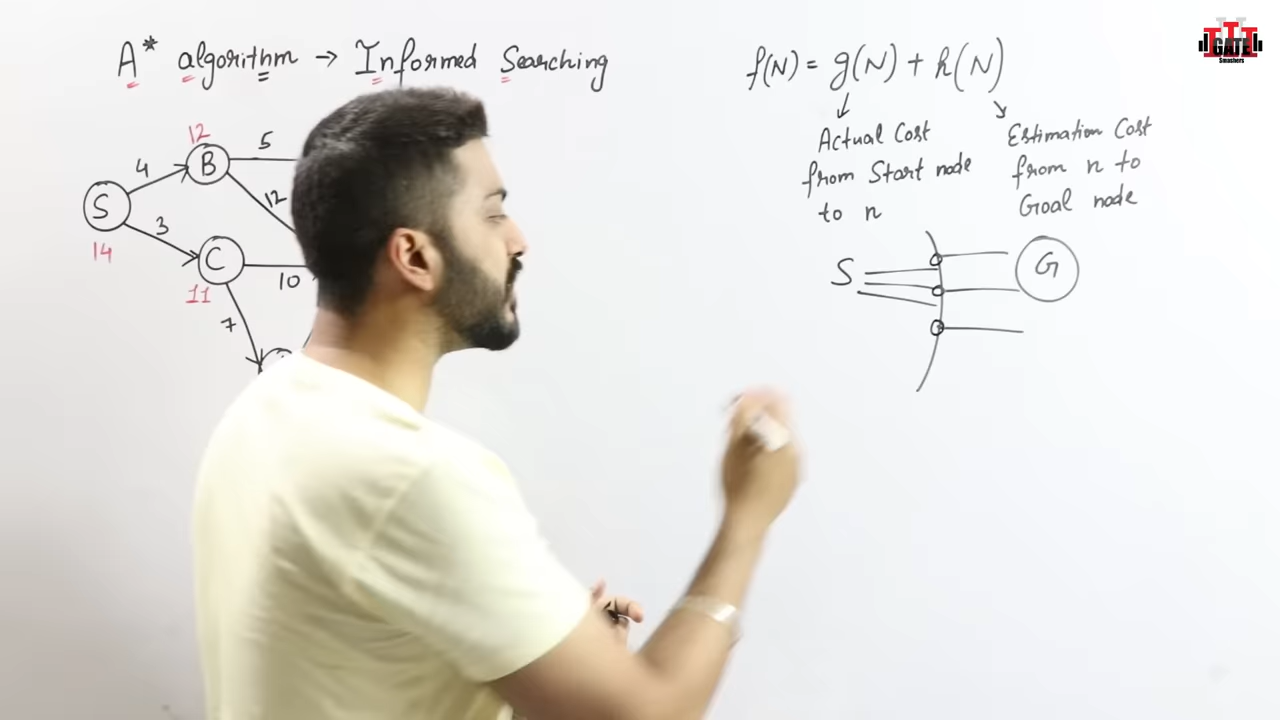 A* algorithm → Informed Searching
f(N) = g(N) + h(N)
Actual Cost
from Start node
to n
Estimation Cost
from n to
Goal node
12
B
5
4
S
14
3
12
C
11
10
7
S
G
GATE
Smashers